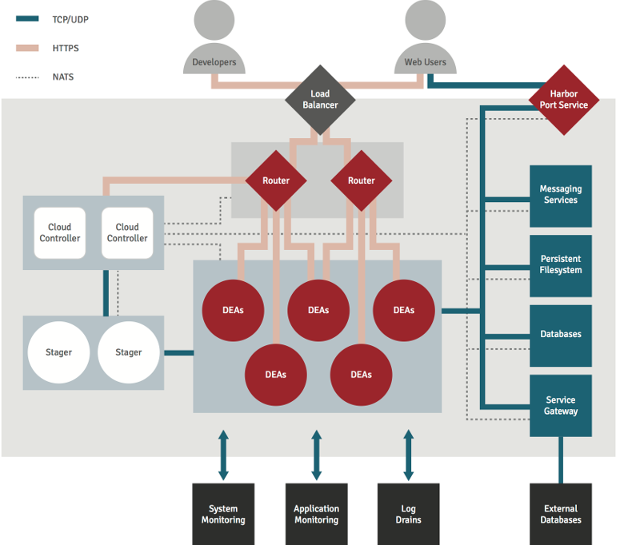 TCP/UDP
HTTPS
NATS
Developers
Web Users
Load
Balancer
Harbor
Port Service
Router
Router
Cloud
Controller
Cloud
Controller
Messaging
Services
Persistent
Filesystem
DEAs
DEAs
DEAs
Databases
Stager
Stager
DEAs
DEAs
Service
Gateway
System
Monitoring
Application
Monitoring
Log
Drains
External
Databases